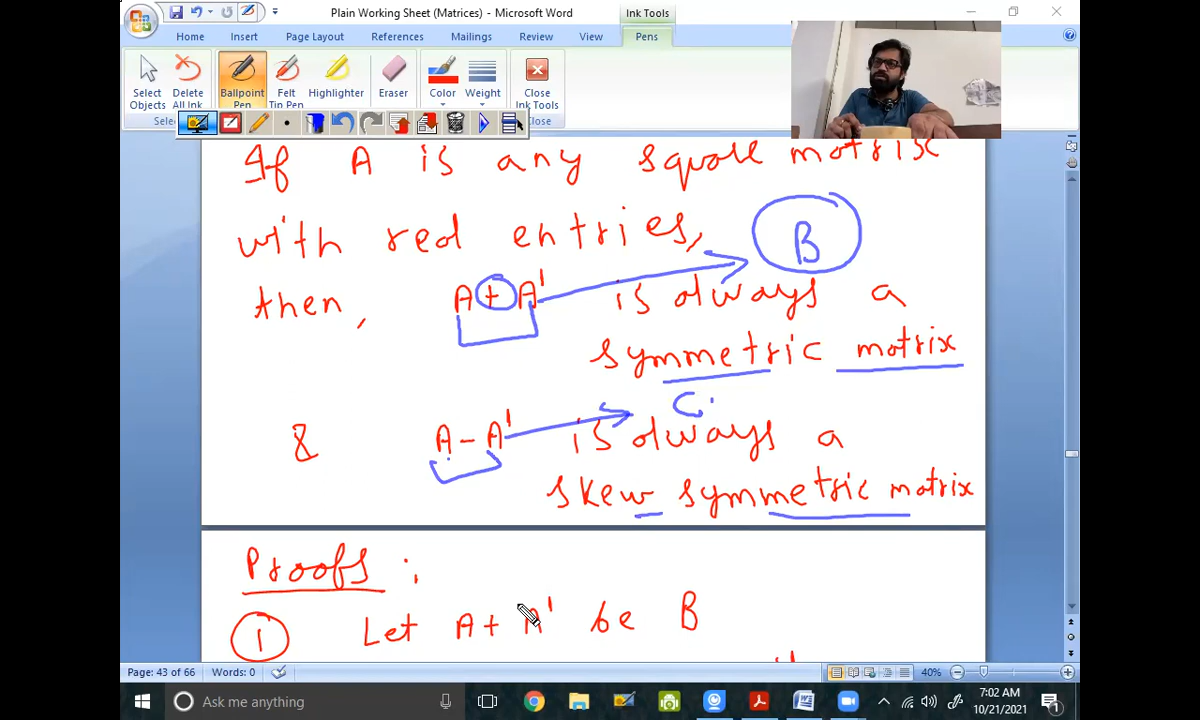 Plain Working Sheet (Matrices) - Microsoft Word
Ink Tools
Home Insert Page Layout References Mailings Review View Pens
Select Objects
Delete All Ink
Ballpoint Pen
Felt Tip Pen
Highlighter
Eraser
Color
Weight
Close Ink Tools
Close
If A is any square matrix
with real entries,
B
then, A + A' is always a
symmetric matrix
C
& A - A' is always a
skew symmetric matrix
Proofs :
1 Let A + A' be B
Page: 43 of 66 Words: 0 40%
Ask me anything
7:02 AM
10/21/2021
1